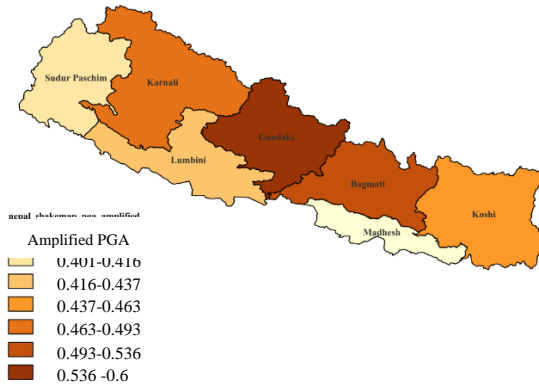 Sudur Paschim
Karnali
Gandaki
Lumbini
Bagmati
Koshi
Madhesh
nepal_shakemap_pga_amplified
Amplified PGA
0.401-0.416
0.416-0.437
0.437-0.463
0.463-0.493
0.493-0.536
0.536 -0.6